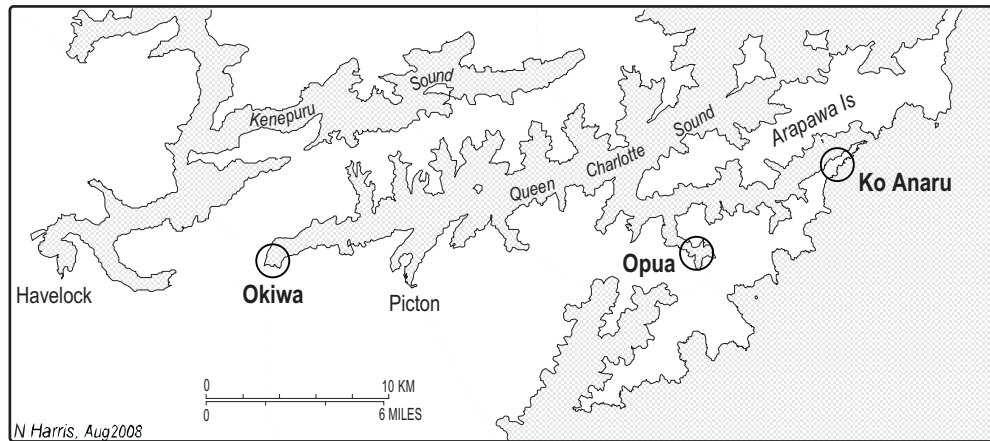 Kenepuru Sound
Queen Charlotte Sound
Arapawa Is
Ko Anaru
Opua
Havelock
Okiwa
Picton
0 10 KM
0 6 MILES
N Harris, Aug2008